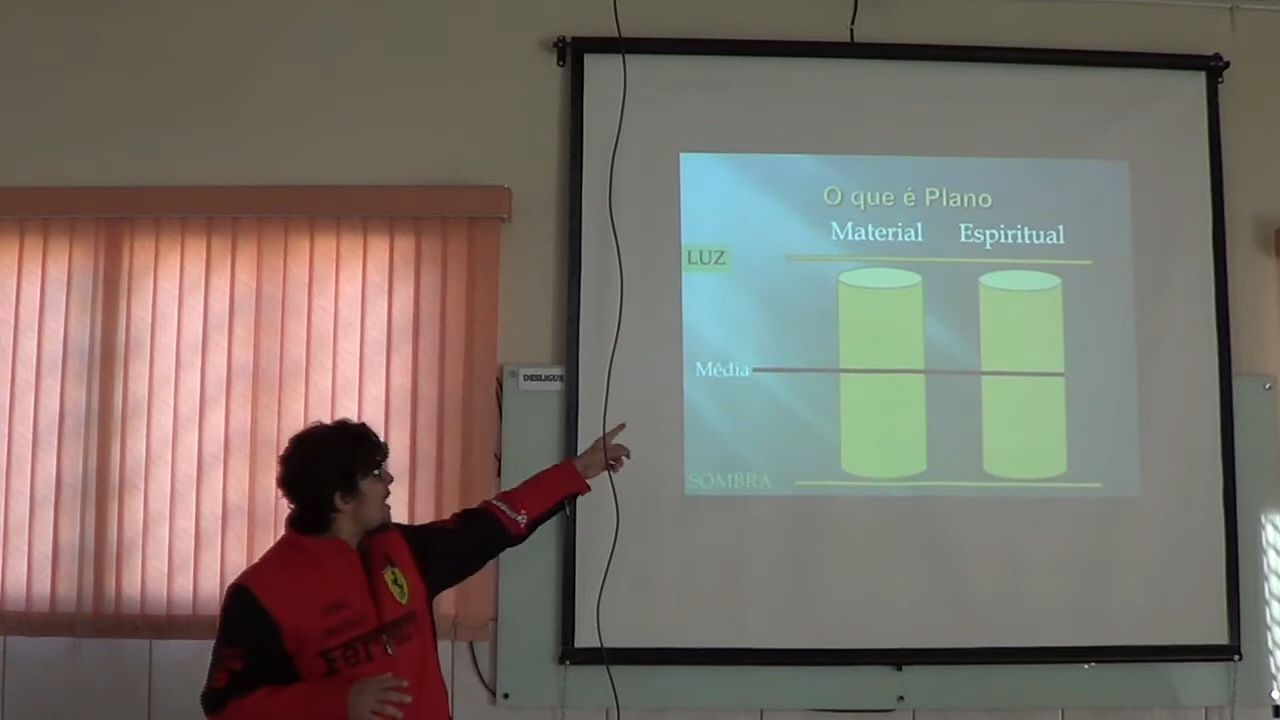 O que é Plano
Material Espiritual
LUZ
Média
SOMBRA
DESLIGUE
Ferrari